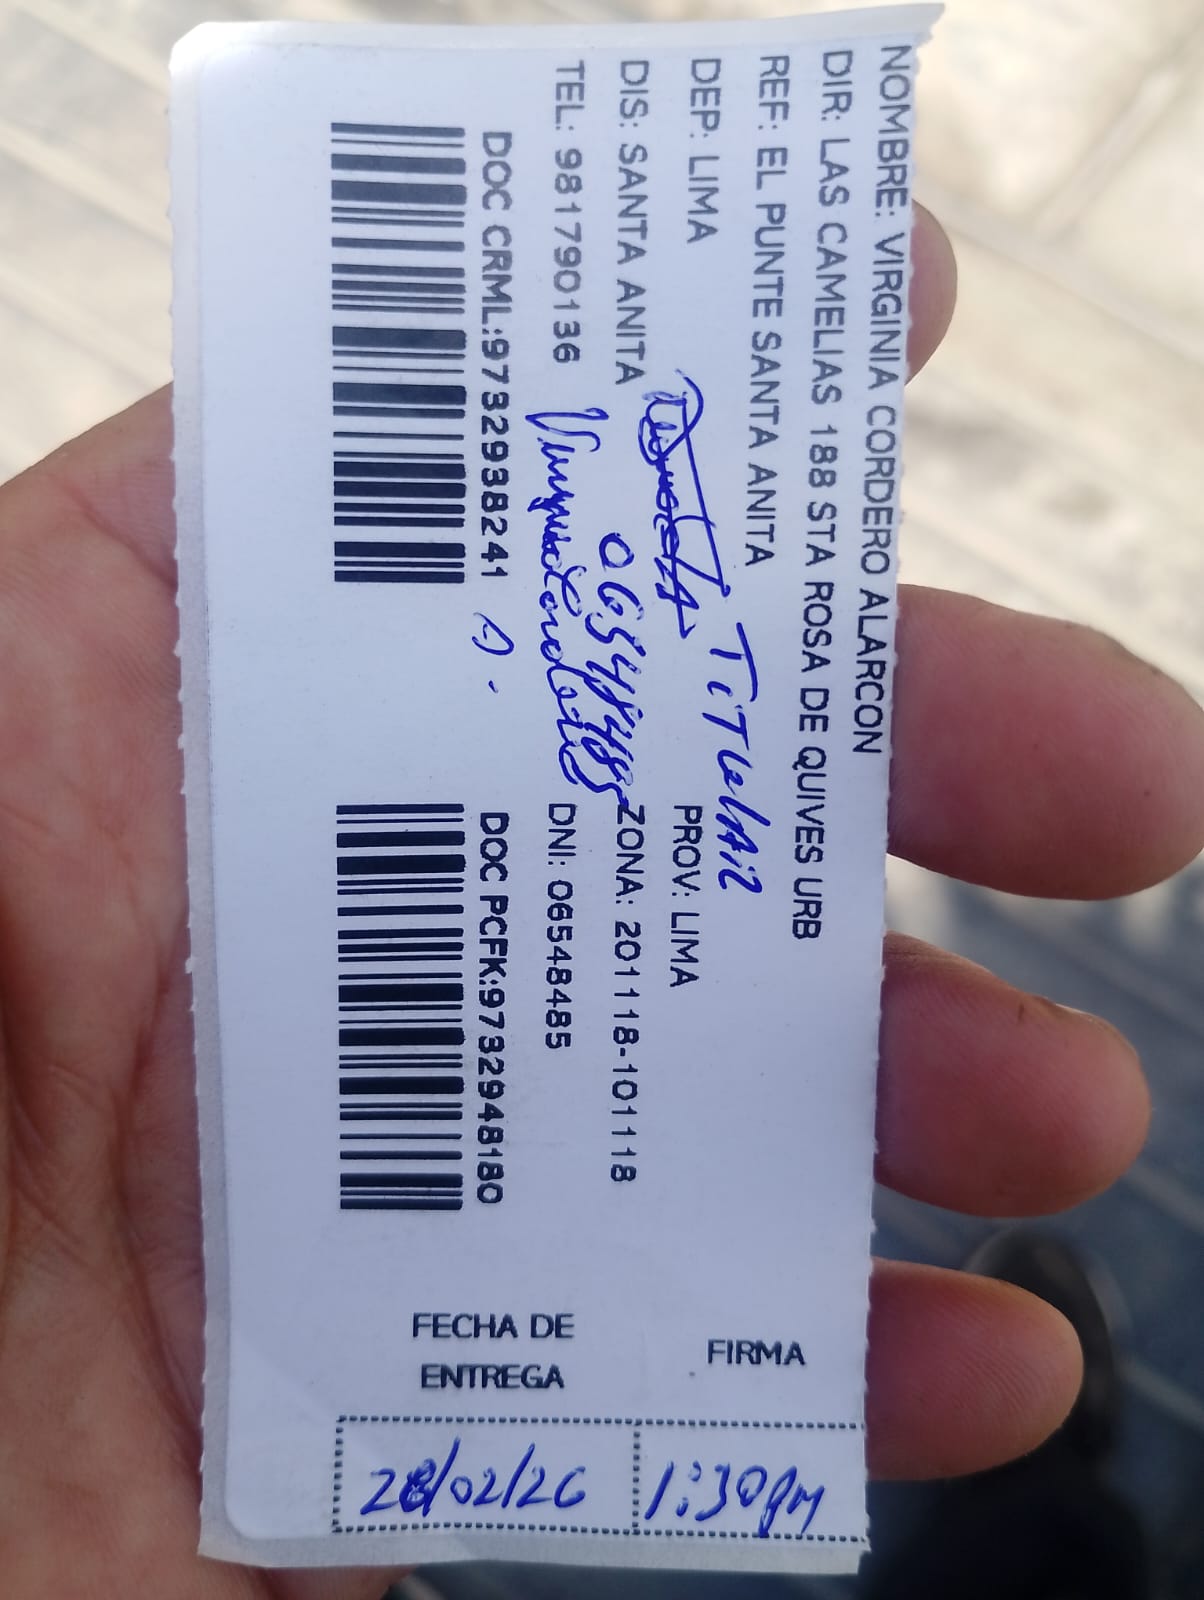 NOMBRE: VIRGINIA CORDERO ALARCON
DIR: LAS CAMELIAS 188 STA ROSA DE QUIVES URB
REF: EL PUNTE SANTA ANITA
TiTulAR
DEP: LIMA PROV: LIMA
DIS: SANTA ANITA ZONA: 201118-101118
06548485
TEL: 981790136 DNI: 06548485
DOC CRML:9732938241 DOC PCFK:9732948180
FIRMA
FECHA DE
ENTREGA
1:30pm
28/02/26